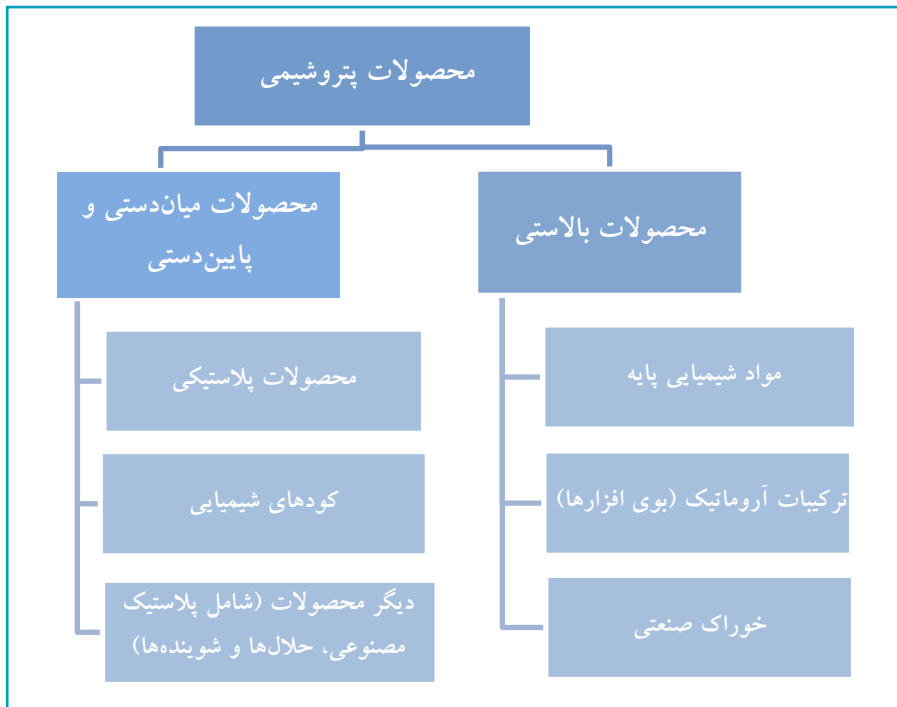 محصولات پتروشیمی
محصولات بالاستی
مواد شیمیایی پایه
ترکیبات آروماتیک (بوی افزارها)
خوراک صنعتی
محصولات میان‌دستی و
پایین‌دستی
محصولات پلاستیکی
کودهای شیمیایی
دیگر محصولات (شامل پلاستیک
مصنوعی، حلال‌ها و شوینده‌ها)